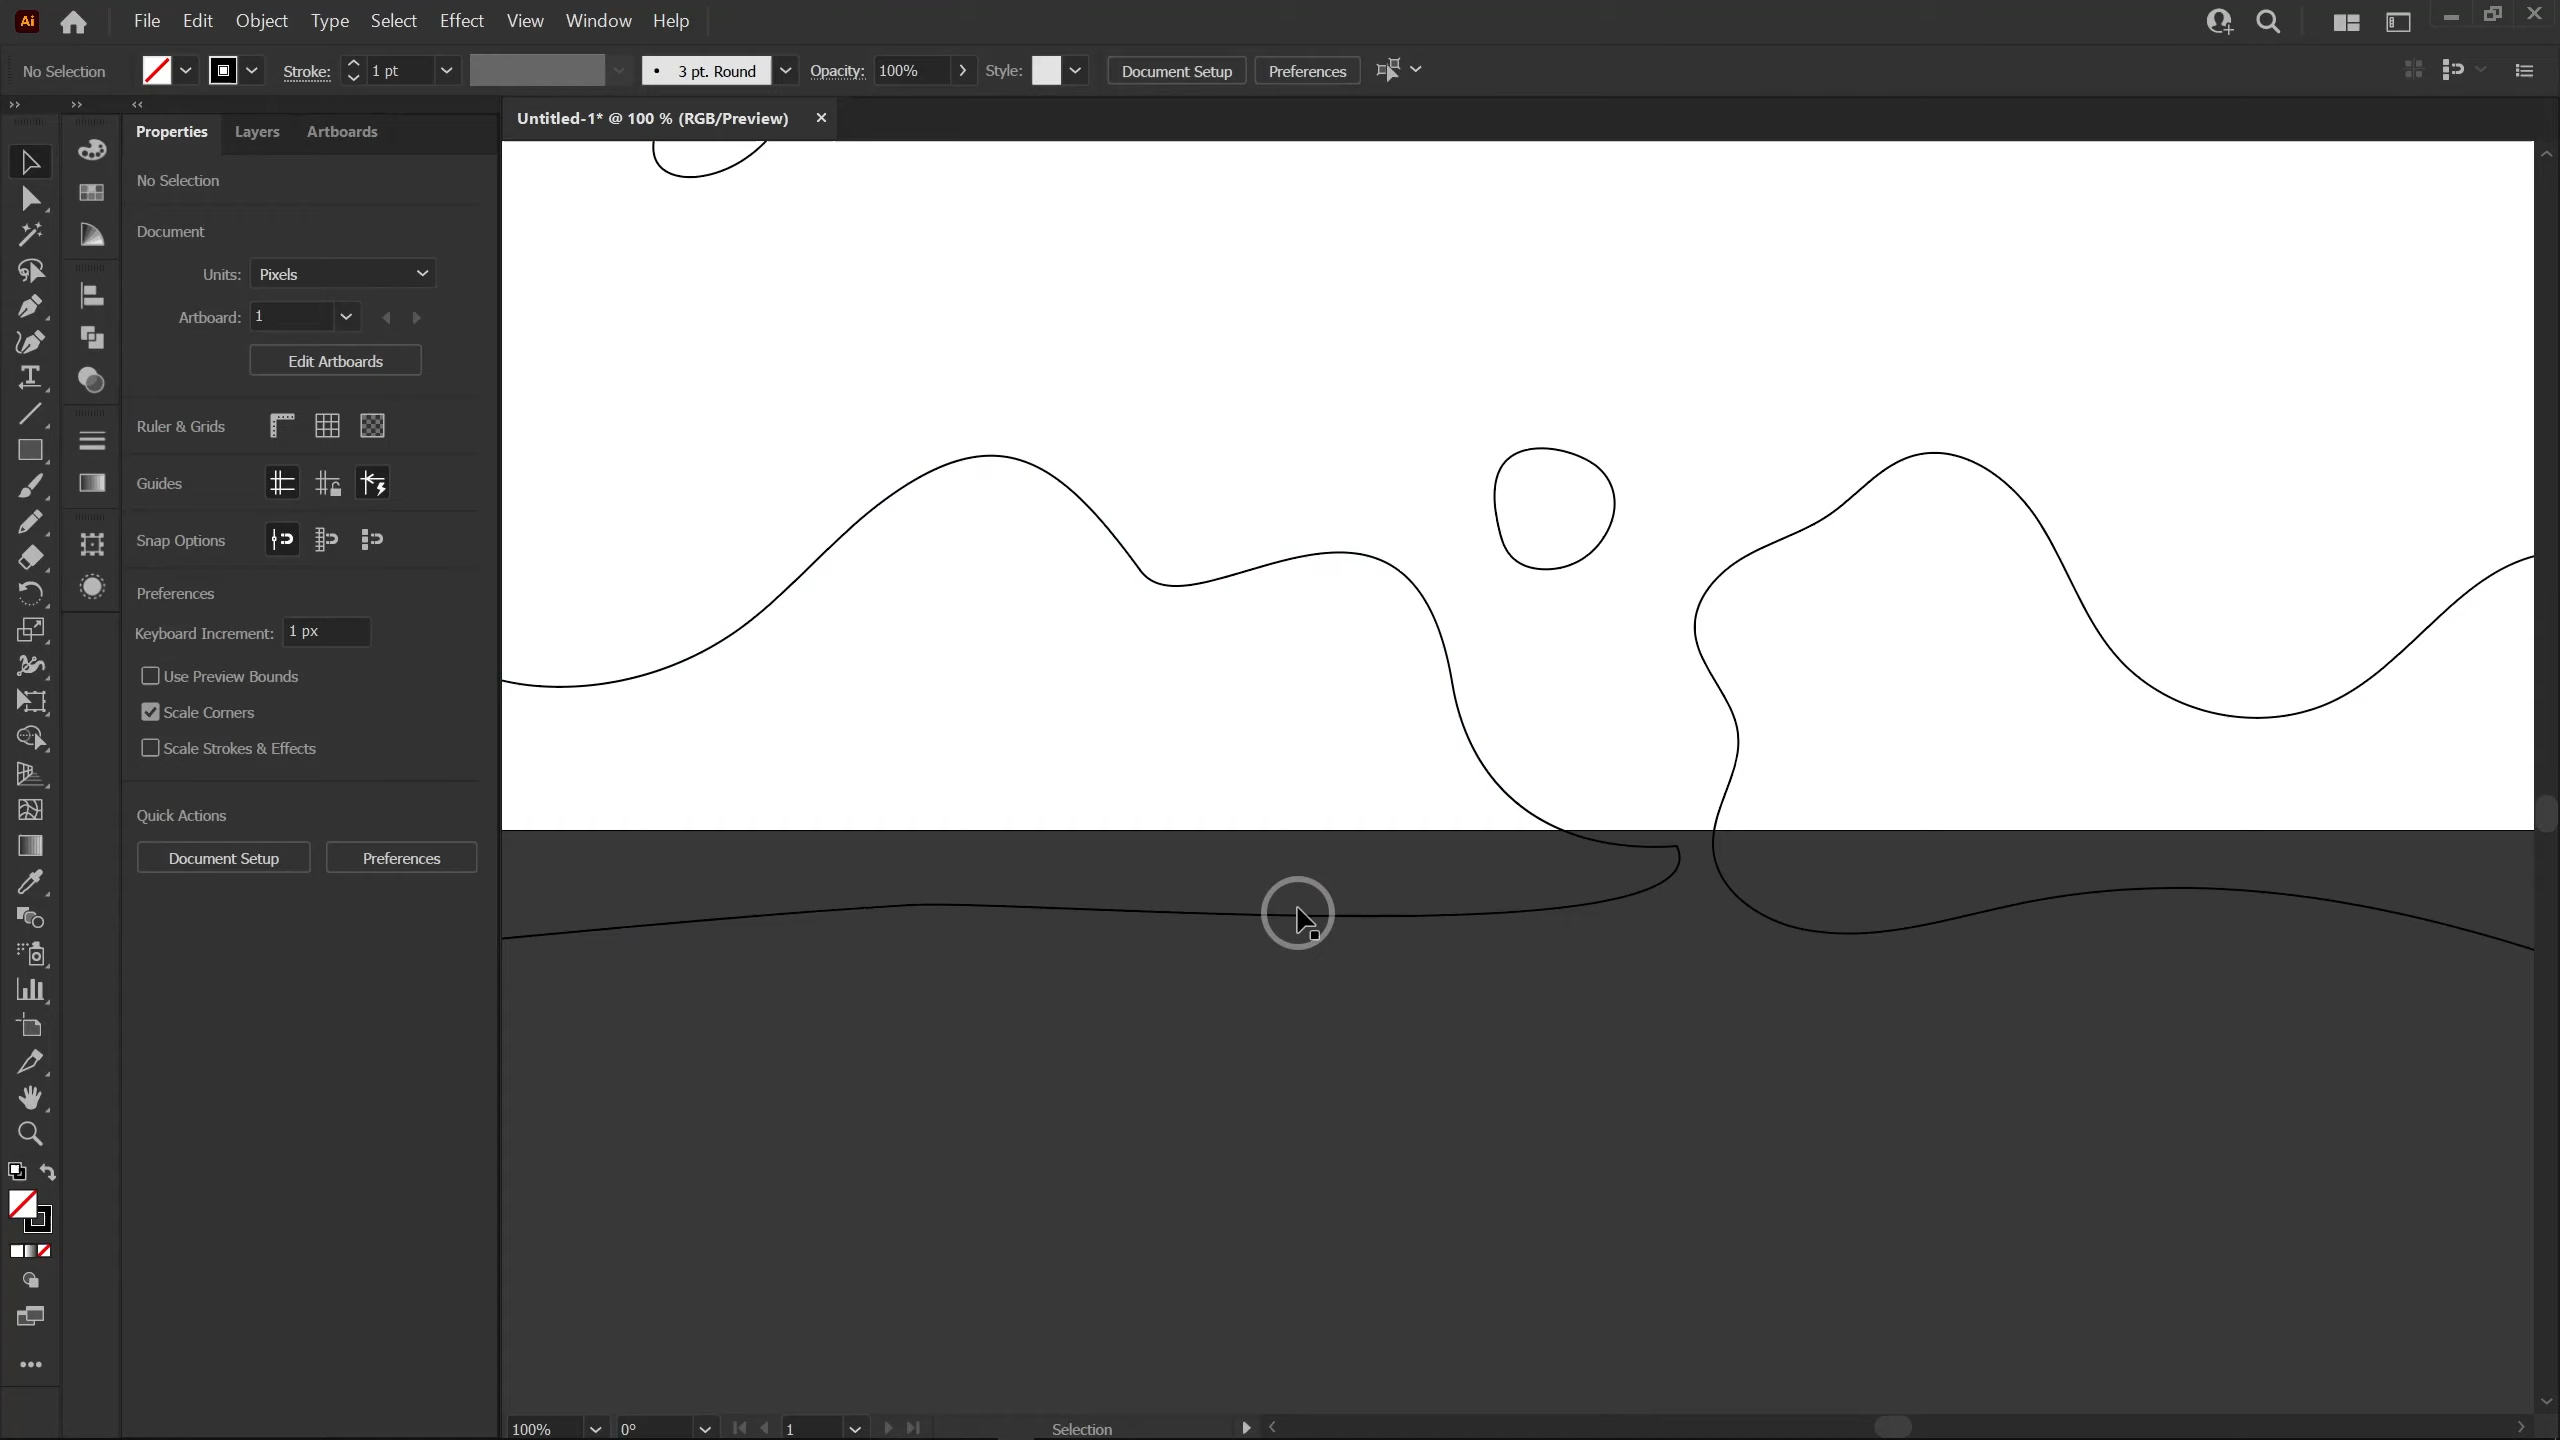 Ai File Edit Object Type Select Effect View Window Help
No Selection Stroke: 1 pt 3 pt. Round Opacity: 100% Style: Document Setup Preferences
Properties Layers Artboards
Untitled-1* @ 100 % (RGB/Preview)
No Selection
Document
Units: Pixels
Artboard: 1
Edit Artboards
Ruler & Grids
Guides
Snap Options
Preferences
Keyboard Increment: 1 px
Use Preview Bounds
Scale Corners
Scale Strokes & Effects
Quick Actions
Document Setup Preferences
100% 0° 1 Selection